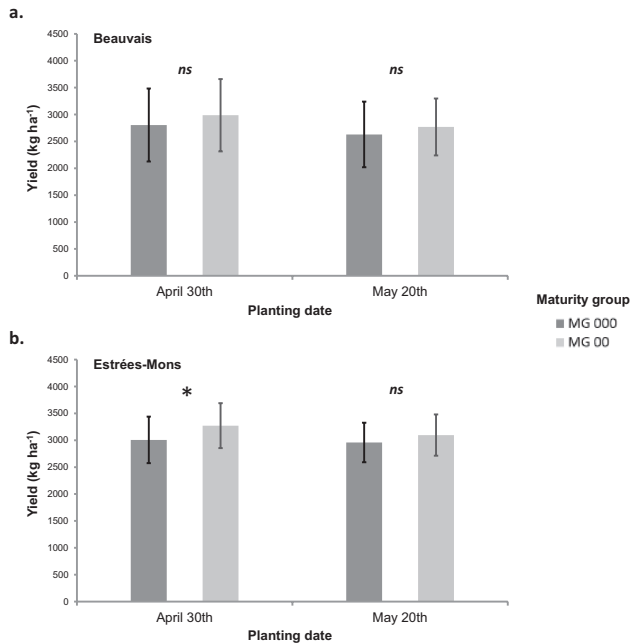 a.
Beauvais
ns
ns
4500
4000
3500
3000
2500
2000
1500
1000
500
0
Yield (kg ha⁻¹)
April 30th
May 20th
Planting date
Maturity group
MG 000
MG 00
b.
Estrées-Mons
*
ns
4500
4000
3500
3000
2500
2000
1500
1000
500
0
Yield (kg ha⁻¹)
April 30th
May 20th
Planting date